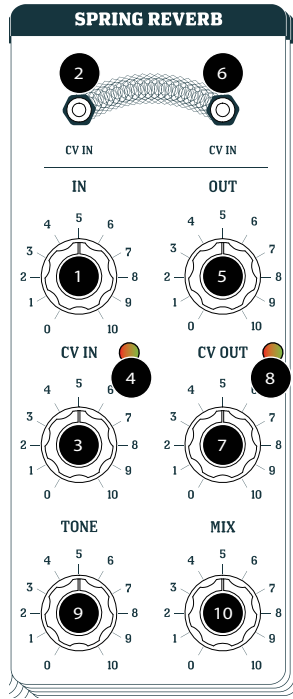 SPRING REVERB
2 6
CV IN CV IN
IN OUT
5 5
4 6 4 6
3 7 3 7
2 1 8 2 5 8
1 9 1 9
0 10 0 10
CV IN CV OUT
4 8
5 5
4 6 4 6
3 7 3 7
2 3 8 2 7 8
1 9 1 9
0 10 0 10
TONE MIX
5 5
4 6 4 6
3 7 3 7
2 9 8 2 10 8
1 9 1 9
0 10 0 10